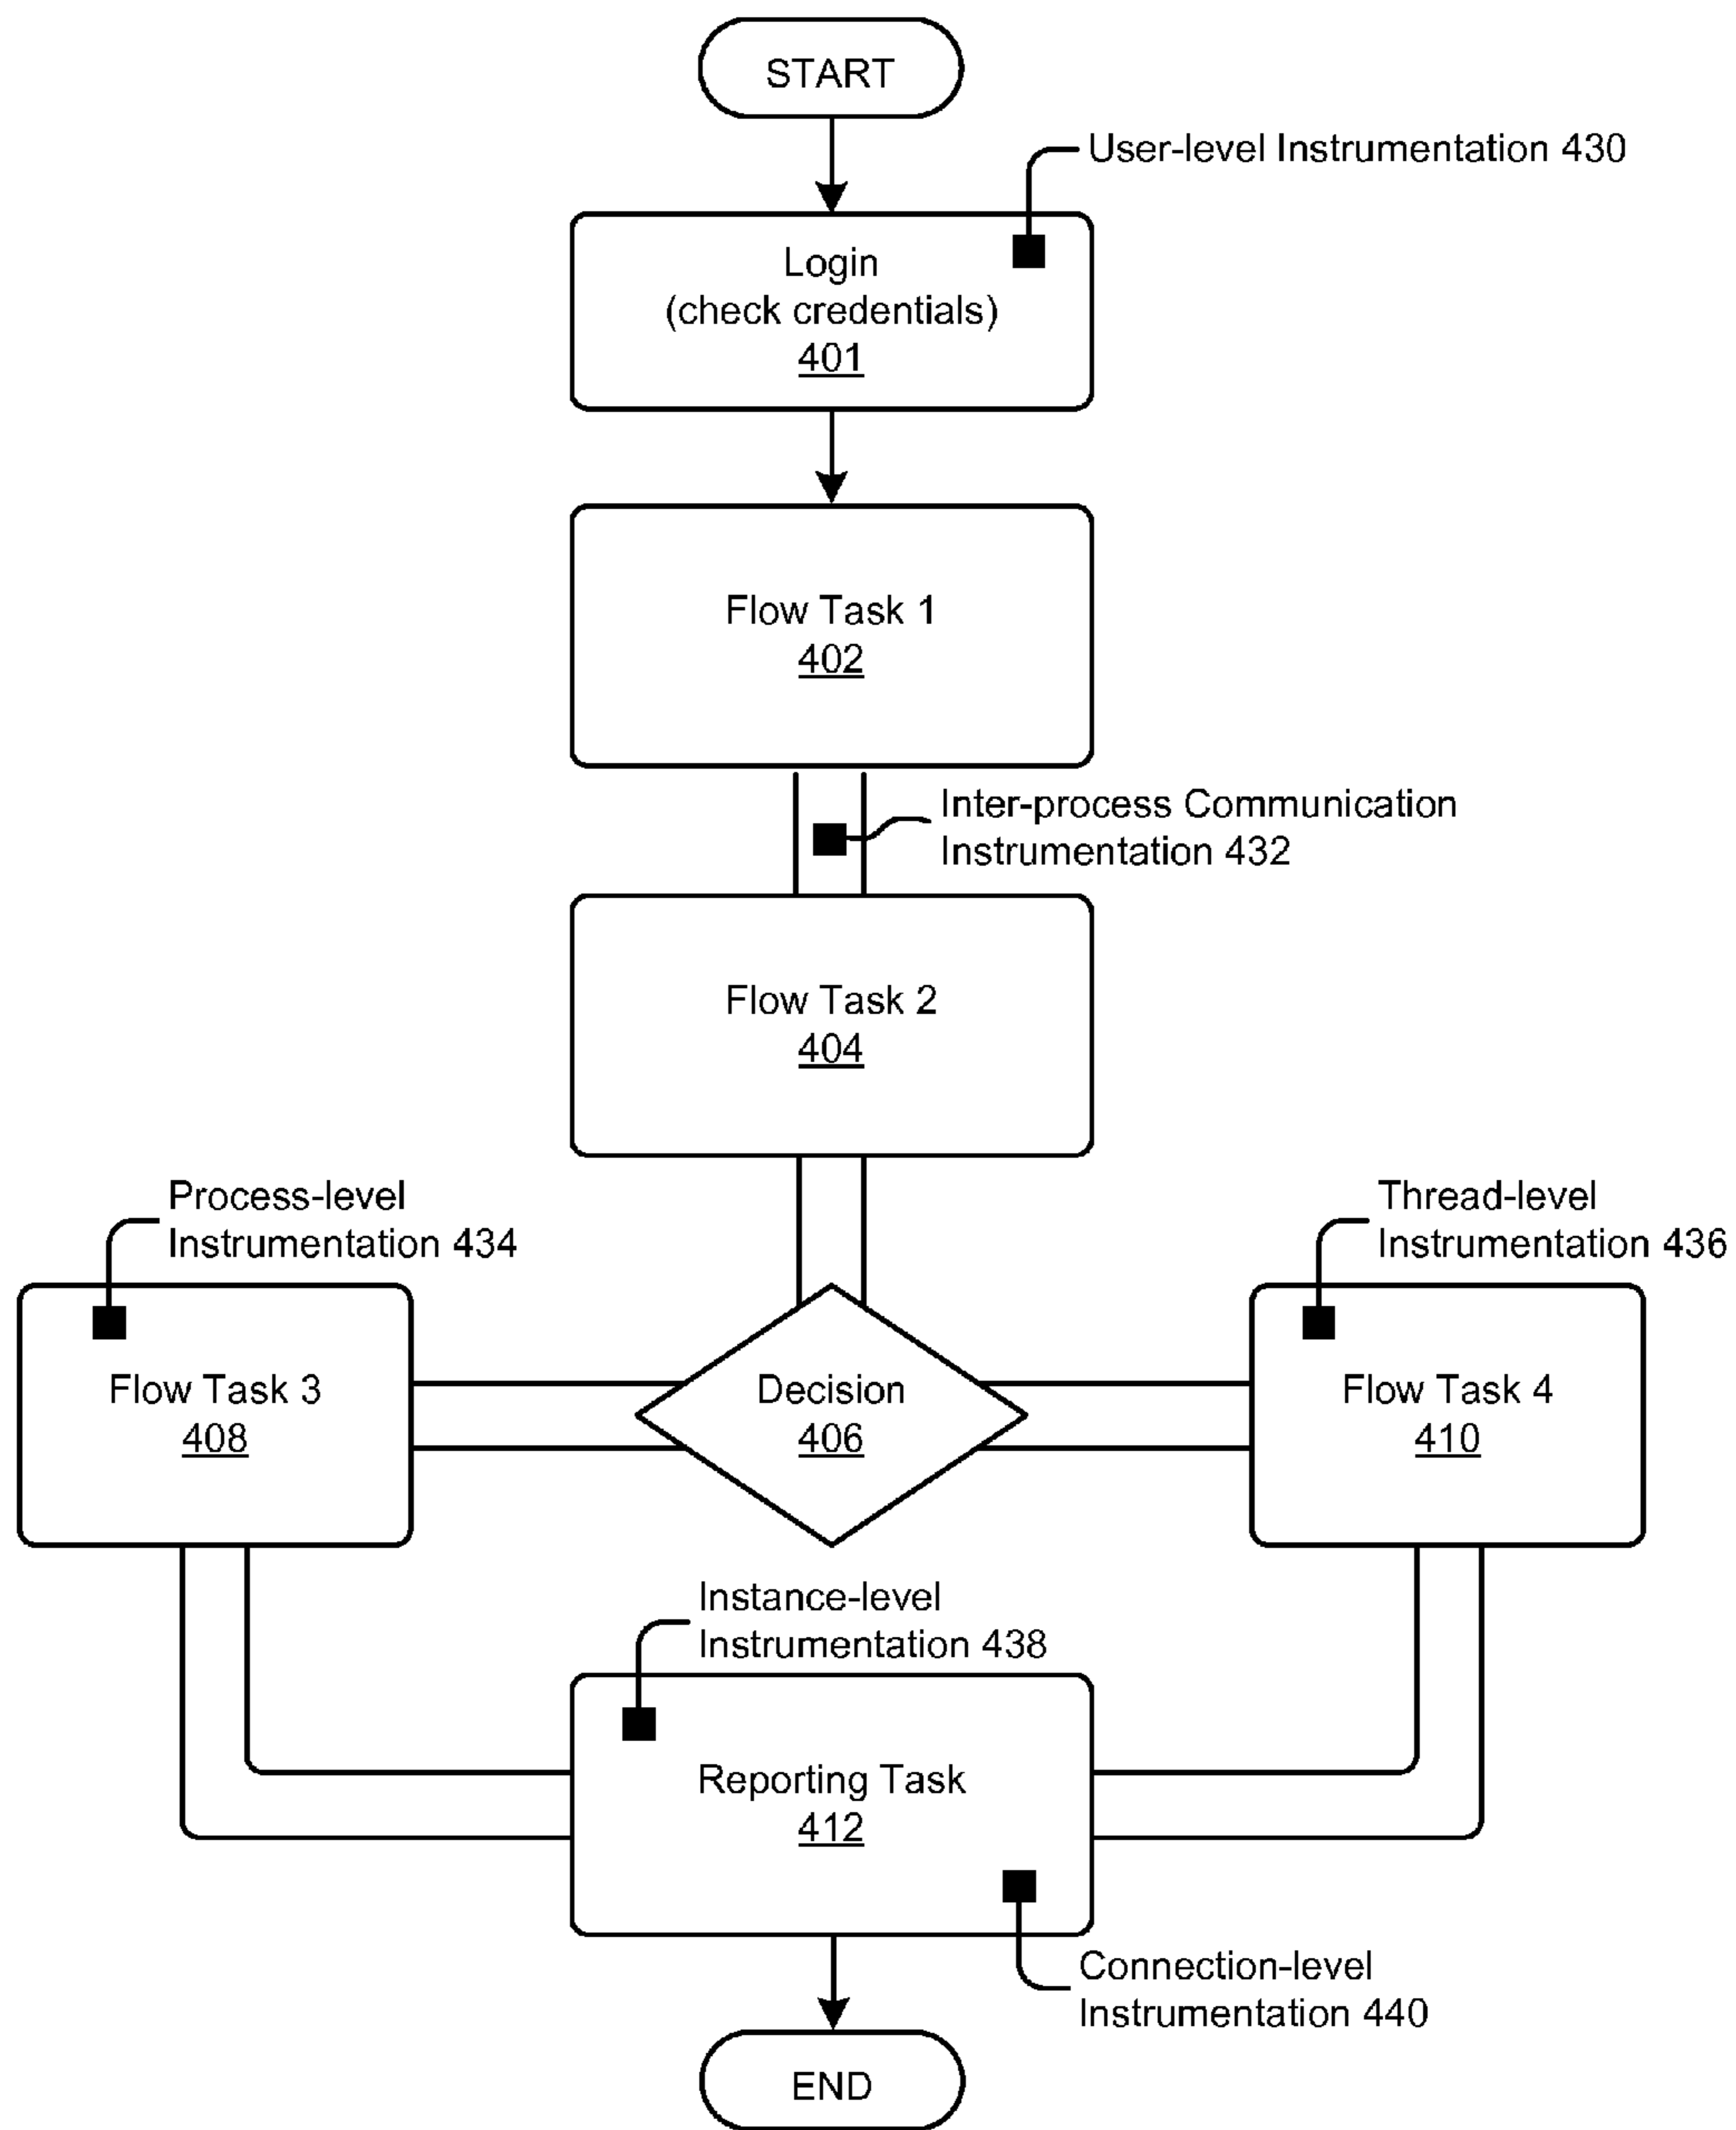 START
User-level Instrumentation 430
Login
(check credentials)
401
Flow Task 1
402
Inter-process Communication
Instrumentation 432
Flow Task 2
404
Process-level
Instrumentation 434
Thread-level
Instrumentation 436
Flow Task 3
408
Decision
406
Flow Task 4
410
Instance-level
Instrumentation 438
Reporting Task
412
Connection-level
Instrumentation 440
END